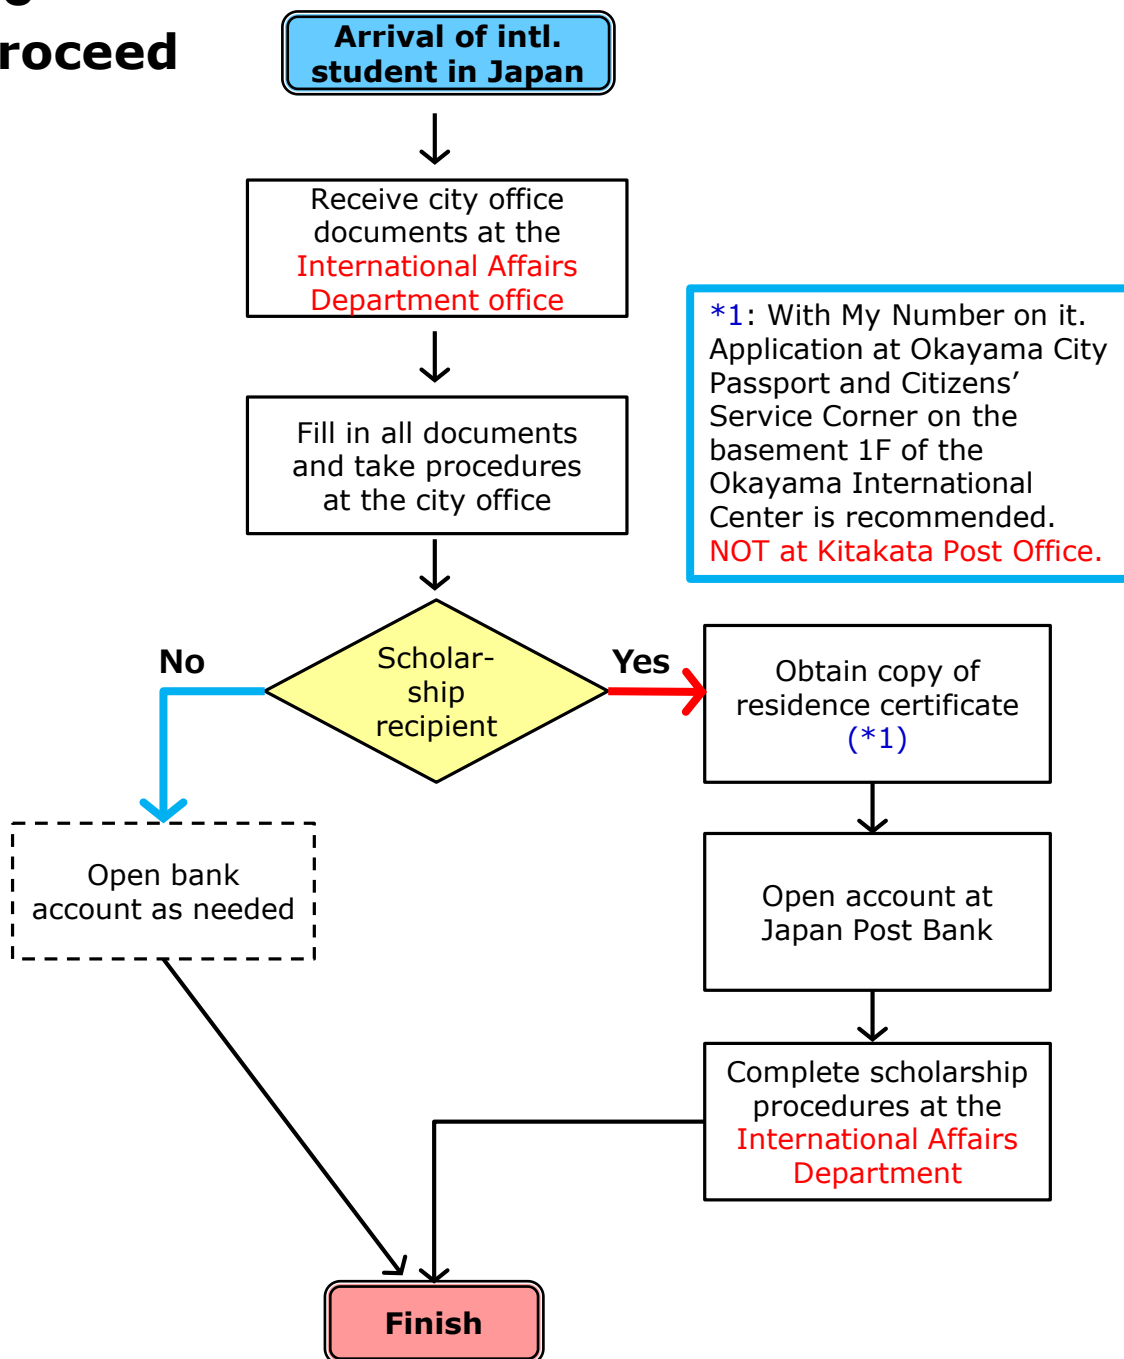 roceed
Arrival of intl.
student in Japan
Receive city office
documents at the
International Affairs
Department office
*1: With My Number on it.
Application at Okayama City
Passport and Citizens’
Service Corner on the
basement 1F of the
Okayama International
Center is recommended.
NOT at Kitakata Post Office.
Fill in all documents
and take procedures
at the city office
No
Scholar-
ship
recipient
Yes
Obtain copy of
residence certificate
(*1)
Open bank
account as needed
Open account at
Japan Post Bank
Complete scholarship
procedures at the
International Affairs
Department
Finish